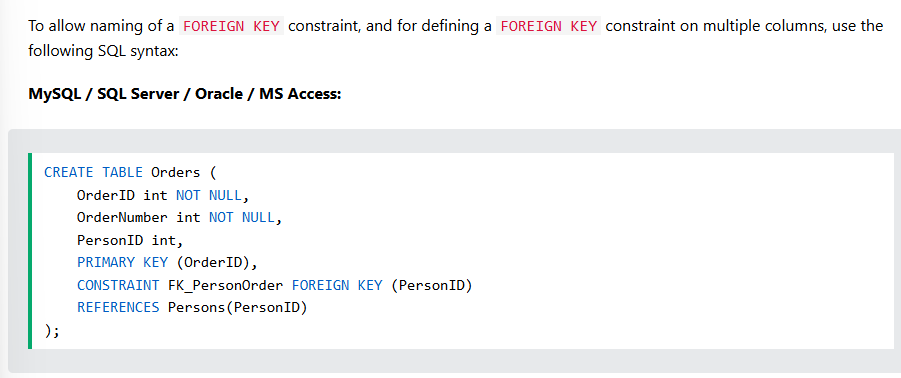 To allow naming of a FOREIGN KEY constraint, and for defining a FOREIGN KEY constraint on multiple columns, use the
following SQL syntax:
MySQL / SQL Server / Oracle / MS Access:
CREATE TABLE Orders (
    OrderID int NOT NULL,
    OrderNumber int NOT NULL,
    PersonID int,
    PRIMARY KEY (OrderID),
    CONSTRAINT FK_PersonOrder FOREIGN KEY (PersonID)
    REFERENCES Persons(PersonID)
);